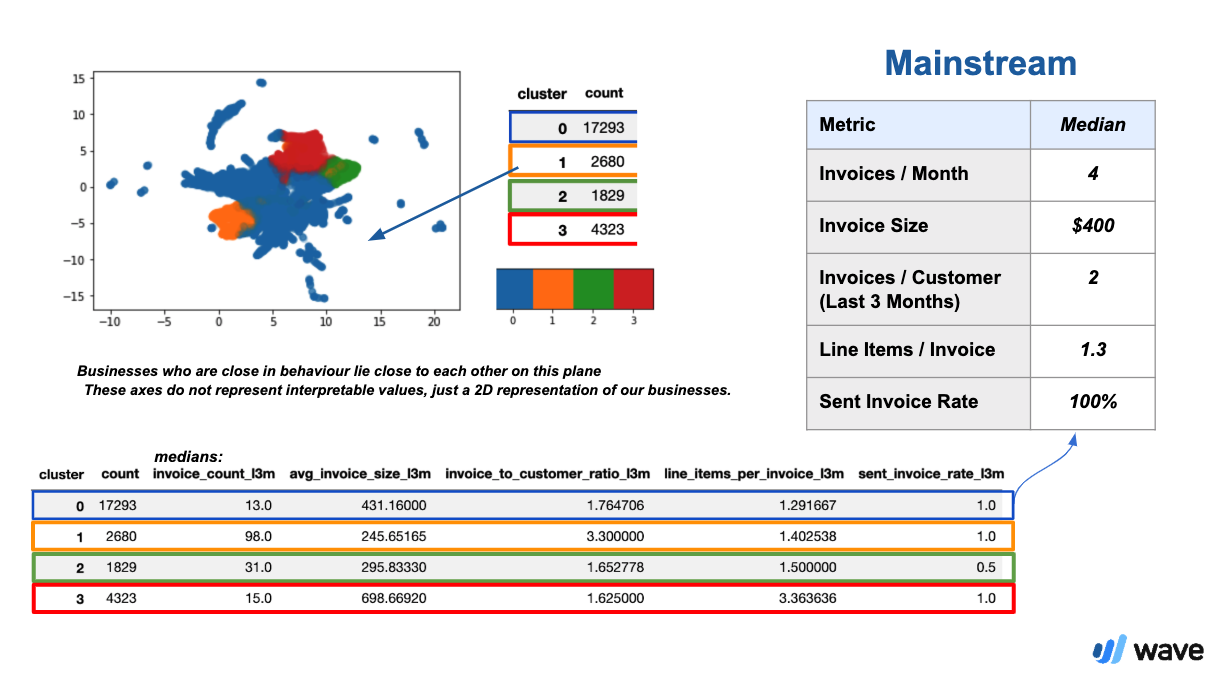 Mainstream
15
10
5
0
−5
−10
−15
−10 −5 0 5 10 15 20
cluster count
0 17293
1 2680
2 1829
3 4323
0 1 2 3
Businesses who are close in behaviour lie close to each other on this plane
These axes do not represent interpretable values, just a 2D representation of our businesses.
Metric Median
Invoices / Month 4
Invoice Size $400
Invoices / Customer 2
(Last 3 Months)
Line Items / Invoice 1.3
Sent Invoice Rate 100%
medians:
cluster count invoice_count_l3m avg_invoice_size_l3m invoice_to_customer_ratio_l3m line_items_per_invoice_l3m sent_invoice_rate_l3m
0 17293 13.0 431.16000 1.764706 1.291667 1.0
1 2680 98.0 245.65165 3.300000 1.402538 1.0
2 1829 31.0 295.83330 1.652778 1.500000 0.5
3 4323 15.0 698.66920 1.625000 3.363636 1.0
wave